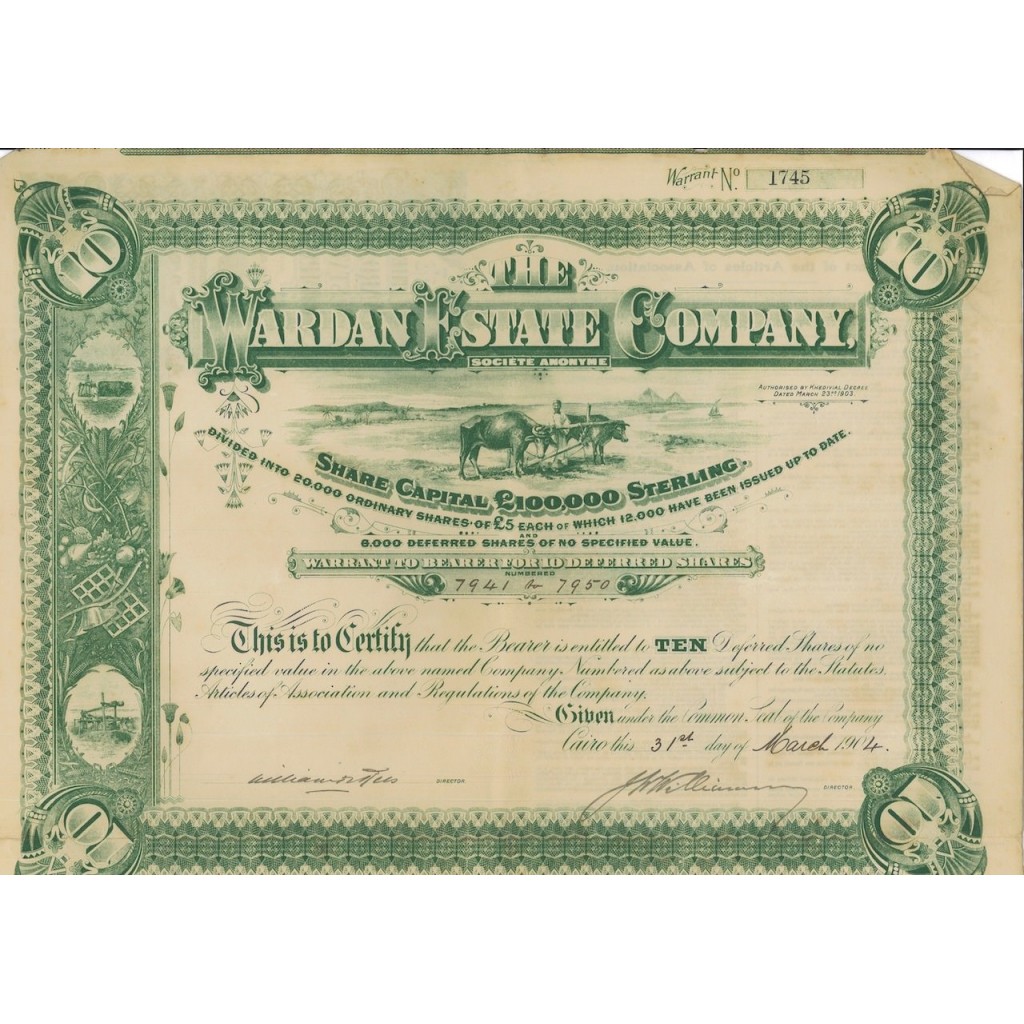 Warrant No. 1745
10 10
THE
WARDAN ESTATE COMPANY,
SOCIÉTÉ ANONYME
AUTHORISED BY KHEDIVIAL DECREE
DATED MARCH 23RD 1903.
SHARE CAPITAL £100,000 STERLING.
DIVIDED INTO 20,000 ORDINARY SHARES OF £5 EACH OF WHICH 12,000 HAVE BEEN ISSUED UP TO DATE.
AND
8,000 DEFERRED SHARES OF NO SPECIFIED VALUE.
WARRANT TO BEARER FOR 10 DEFERRED SHARES
NUMBERED
7941 to 7950
This is to Certify that the Bearer is entitled to TEN Deferred Shares of no
specified value in the above named Company. Numbered as above subject to the Statutes,
Articles of Association and Regulations of the Company.
Given under the Common Seal of the Company
Cairo this 31st day of March 1904.
DIRECTOR. DIRECTOR.
10 10